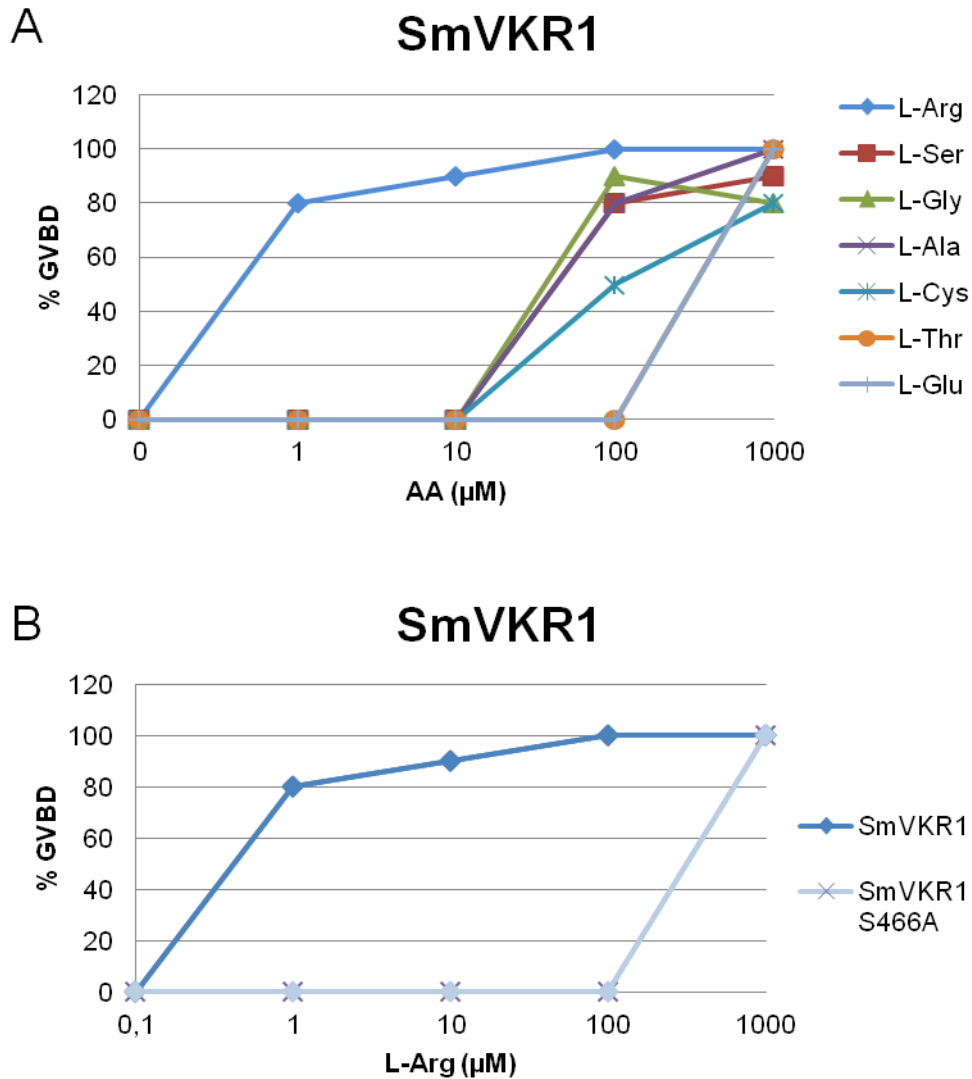 A
SmVKR1
120
100
80
60
40
20
0
% GVBD
0 1 10 100 1000
AA (µM)
L-Arg
L-Ser
L-Gly
L-Ala
L-Cys
L-Thr
L-Glu
B
SmVKR1
120
100
80
60
40
20
0
% GVBD
0,1 1 10 100 1000
L-Arg (µM)
SmVKR1
SmVKR1
S466A